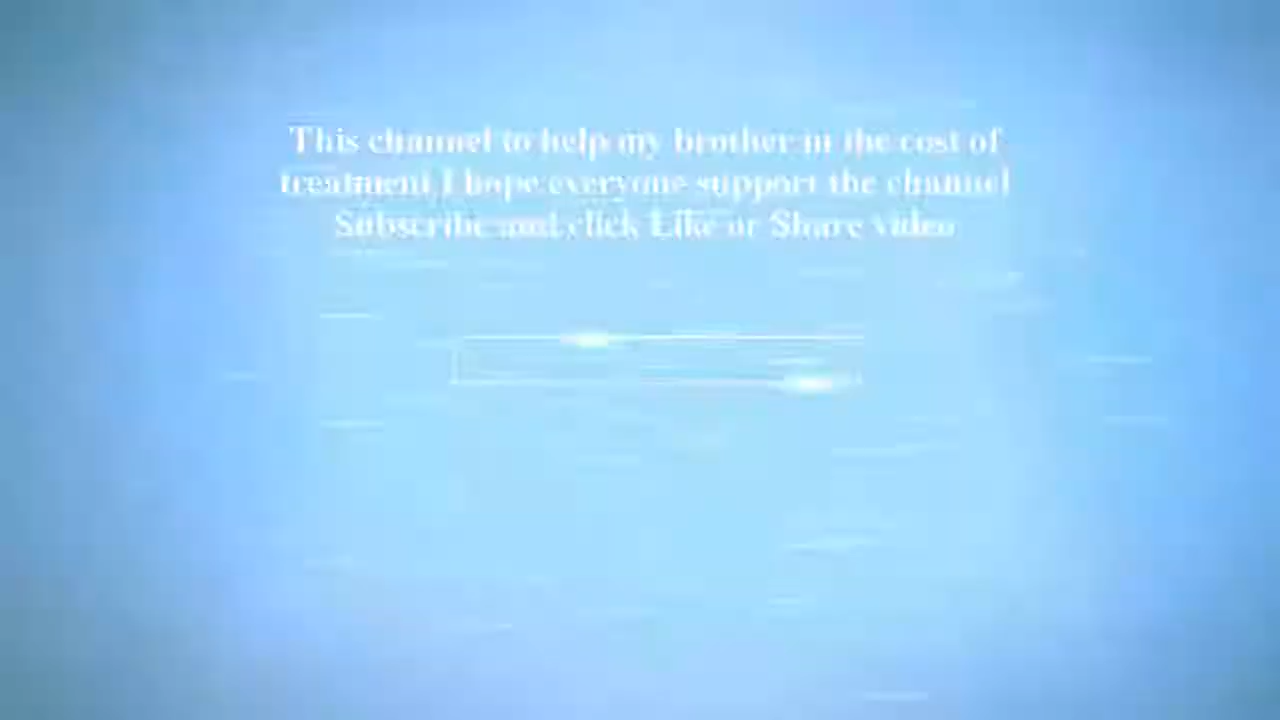 This channel to help my brother in the cost of
treatment I hope everyone support the channel
Subscribe and click Like or Share video